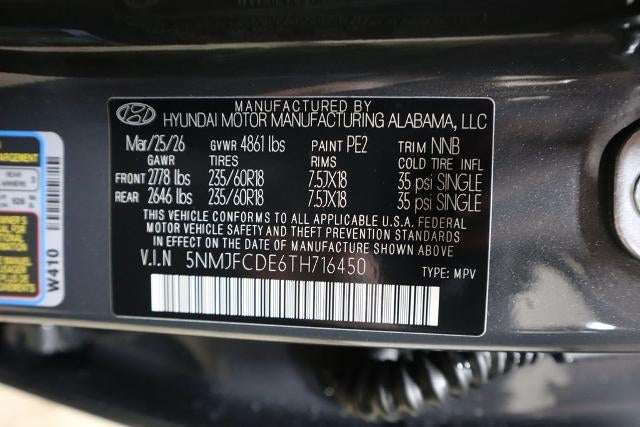 MANUFACTURED BY
HYUNDAI MOTOR MANUFACTURING ALABAMA, LLC
Mar/25/26 GVWR 4861 lbs PAINT PE2 TRIM NNB
GAWR TIRES RIMS COLD TIRE INFL
FRONT 2778 lbs 235/60R18 7.5JX18 35 psi SINGLE
REAR 2646 lbs 235/60R18 7.5JX18 35 psi SINGLE
THIS VEHICLE CONFORMS TO ALL APPLICABLE U.S.A. FEDERAL
MOTOR VEHICLE SAFETY AND THEFT PREVENTION STANDARDS
IN EFFECT ON THE DATE OF MANUFACTURE SHOWN ABOVE.
V.I.N 5NMJFCDE6TH716450 TYPE: MPV
W410